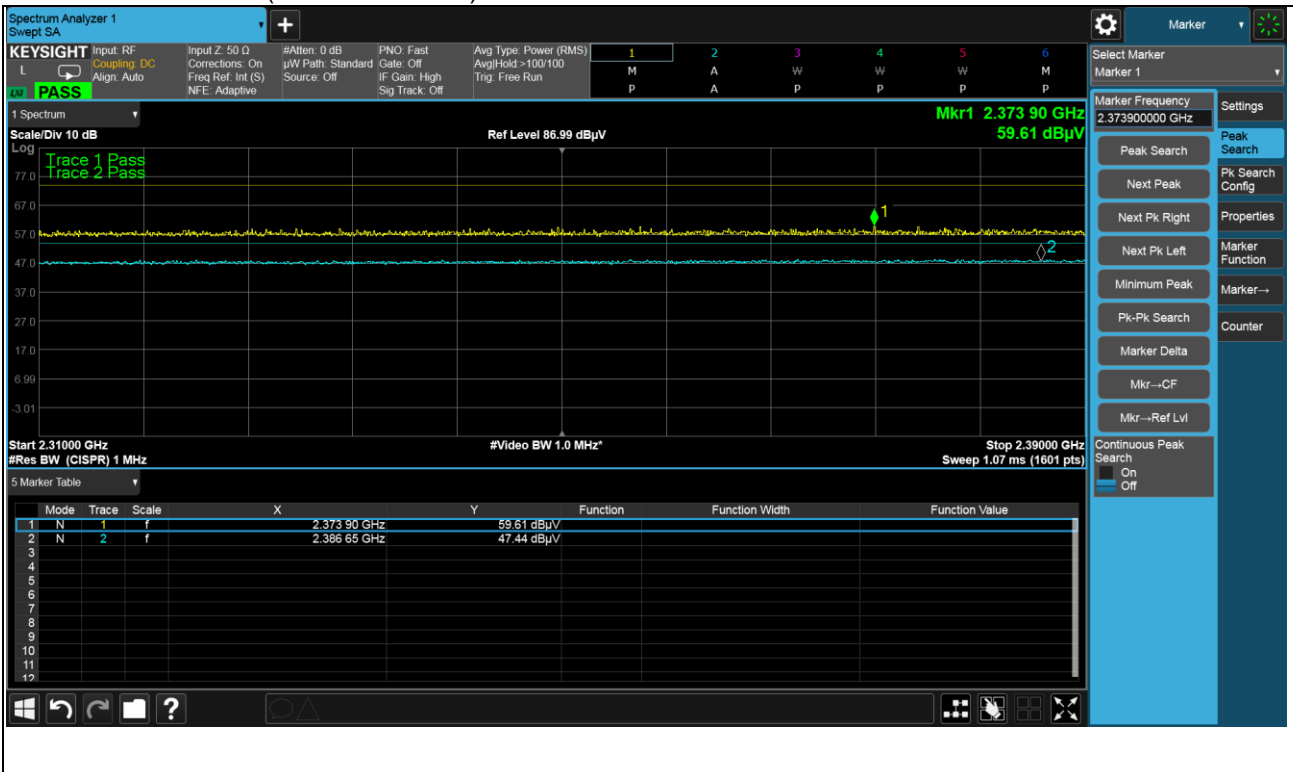 Spectrum Analyzer 1
Swept SA
+
Marker
KEYSIGHT
L
LXI PASS
Input: RF
Coupling: DC
Align: Auto
Input Z: 50 Ω
Corrections: On
Freq Ref: Int (S)
NFE: Adaptive
#Atten: 0 dB
µW Path: Standard
Source: Off
PNO: Fast
Gate: Off
IF Gain: High
Sig Track: Off
Avg Type: Power (RMS)
Avg|Hold:>100/100
Trig: Free Run
1 2 3 4 5 6
M A W W W M
P A P P P P
Select Marker
Marker 1
1 Spectrum
Mkr1 2.373 90 GHz
59.61 dBµV
Scale/Div 10 dB
Ref Level 86.99 dBµV
Log
Trace 1 Pass
Trace 2 Pass
77.0
67.0
57.0
47.0
37.0
27.0
17.0
6.99
-3.01
1
2
Start 2.31000 GHz
#Video BW 1.0 MHz*
Stop 2.39000 GHz
#Res BW (CISPR) 1 MHz
Sweep 1.07 ms (1601 pts)
5 Marker Table
Mode Trace Scale X Y Function Function Width Function Value
1 N 1 f 2.373 90 GHz 59.61 dBµV
2 N 2 f 2.386 65 GHz 47.44 dBµV
3
4
5
6
7
8
9
10
11
12
Marker Frequency
2.373900000 GHz
Peak Search
Next Peak
Next Pk Right
Next Pk Left
Minimum Peak
Pk-Pk Search
Marker Delta
Mkr→CF
Mkr→Ref Lvl
Continuous Peak
Search
On
Off
Settings
Peak
Search
Pk Search
Config
Properties
Marker
Function
Marker→
Counter
?